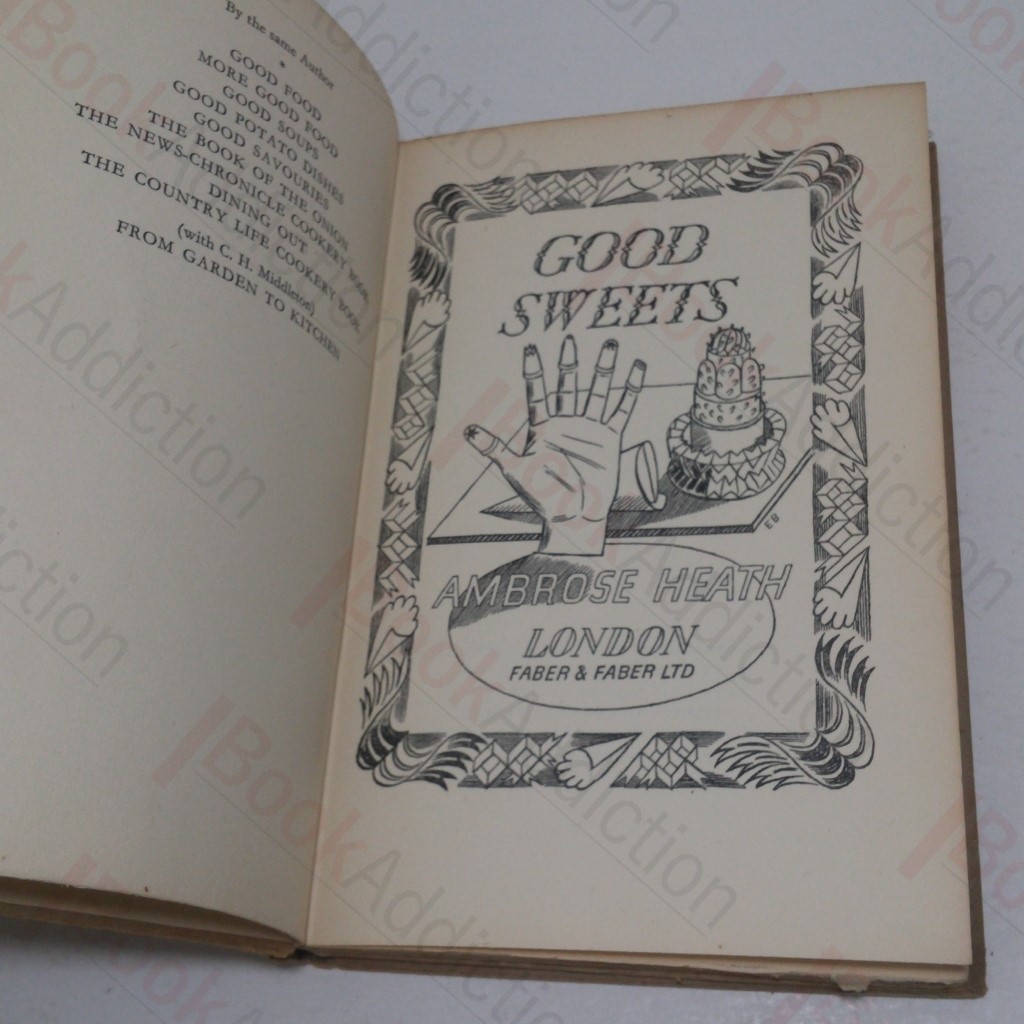 By the same Author
*
GOOD FOOD
MORE GOOD FOOD
GOOD SOUPS
GOOD POTATO DISHES
GOOD SAVOURIES
THE BOOK OF THE ONION
THE NEWS-CHRONICLE COOKERY BOOK
DINING OUT
THE COUNTRY LIFE COOKERY BOOK
(with C. H. Middleton)
FROM GARDEN TO KITCHEN
GOOD
SWEETS
EB
AMBROSE HEATH
LONDON
FABER & FABER LTD
BookAddiction